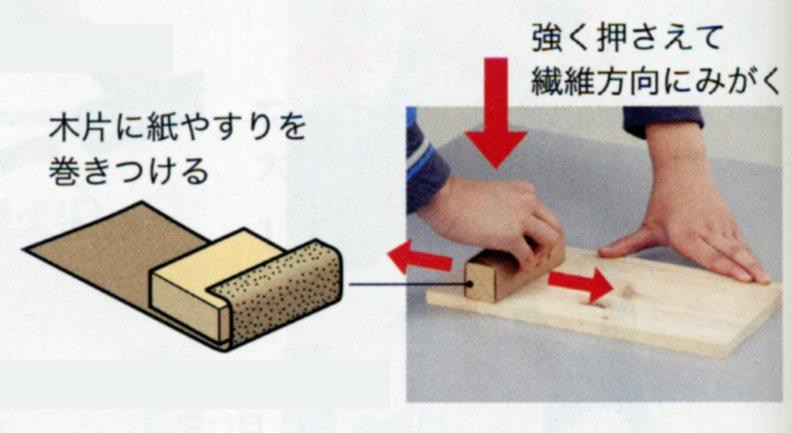 強く押さえて
繊維方向にみがく
木片に紙やすりを
巻きつける